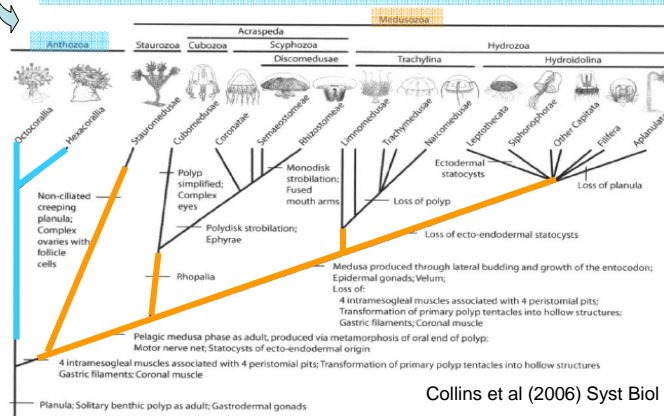 Medusozoa
Acraspeda
Anthozoa Staurozoa Cubozoa Scyphozoa Hydrozoa
Discomedusae Trachylina Hydroidolina
Octocorallia
Hexacorallia
Stauromedusae
Cubomedusae
Coronatae
Semaeostomeae
Rhizostomeae
Limnomedusae
Trachymedusae
Narcomedusae
Leptothecata
Siphonophorae
Other Capitata
Filifera
Aplanulata
Non-ciliated
creeping
planula;
Complex
ovaries with
follicle
cells
Polyp
simplified;
Complex
eyes
Monodisk
strobilation;
Fused
mouth arms
Ectodermal
statocysts
Loss of planula
Loss of polyp
Polydisk strobilation;
Ephyrae
Loss of ecto-endodermal statocysts
Rhopalia
Medusa produced through lateral budding and growth of the entocodon;
Epidermal gonads; Velum;
Loss of:
4 intramesogleal muscles associated with 4 peristomial pits;
Transformation of primary polyp tentacles into hollow structures;
Gastric filaments; Coronal muscle
Pelagic medusa phase as adult, produced via metamorphosis of oral end of polyp;
Motor nerve net; Statocysts of ecto-endodermal origin
4 intramesogleal muscles associated with 4 peristomial pits; Transformation of primary polyp tentacles into hollow structures
Gastric filaments; Coronal muscle
Collins et al (2006) Syst Biol
Planula; Solitary benthic polyp as adult; Gastrodermal gonads